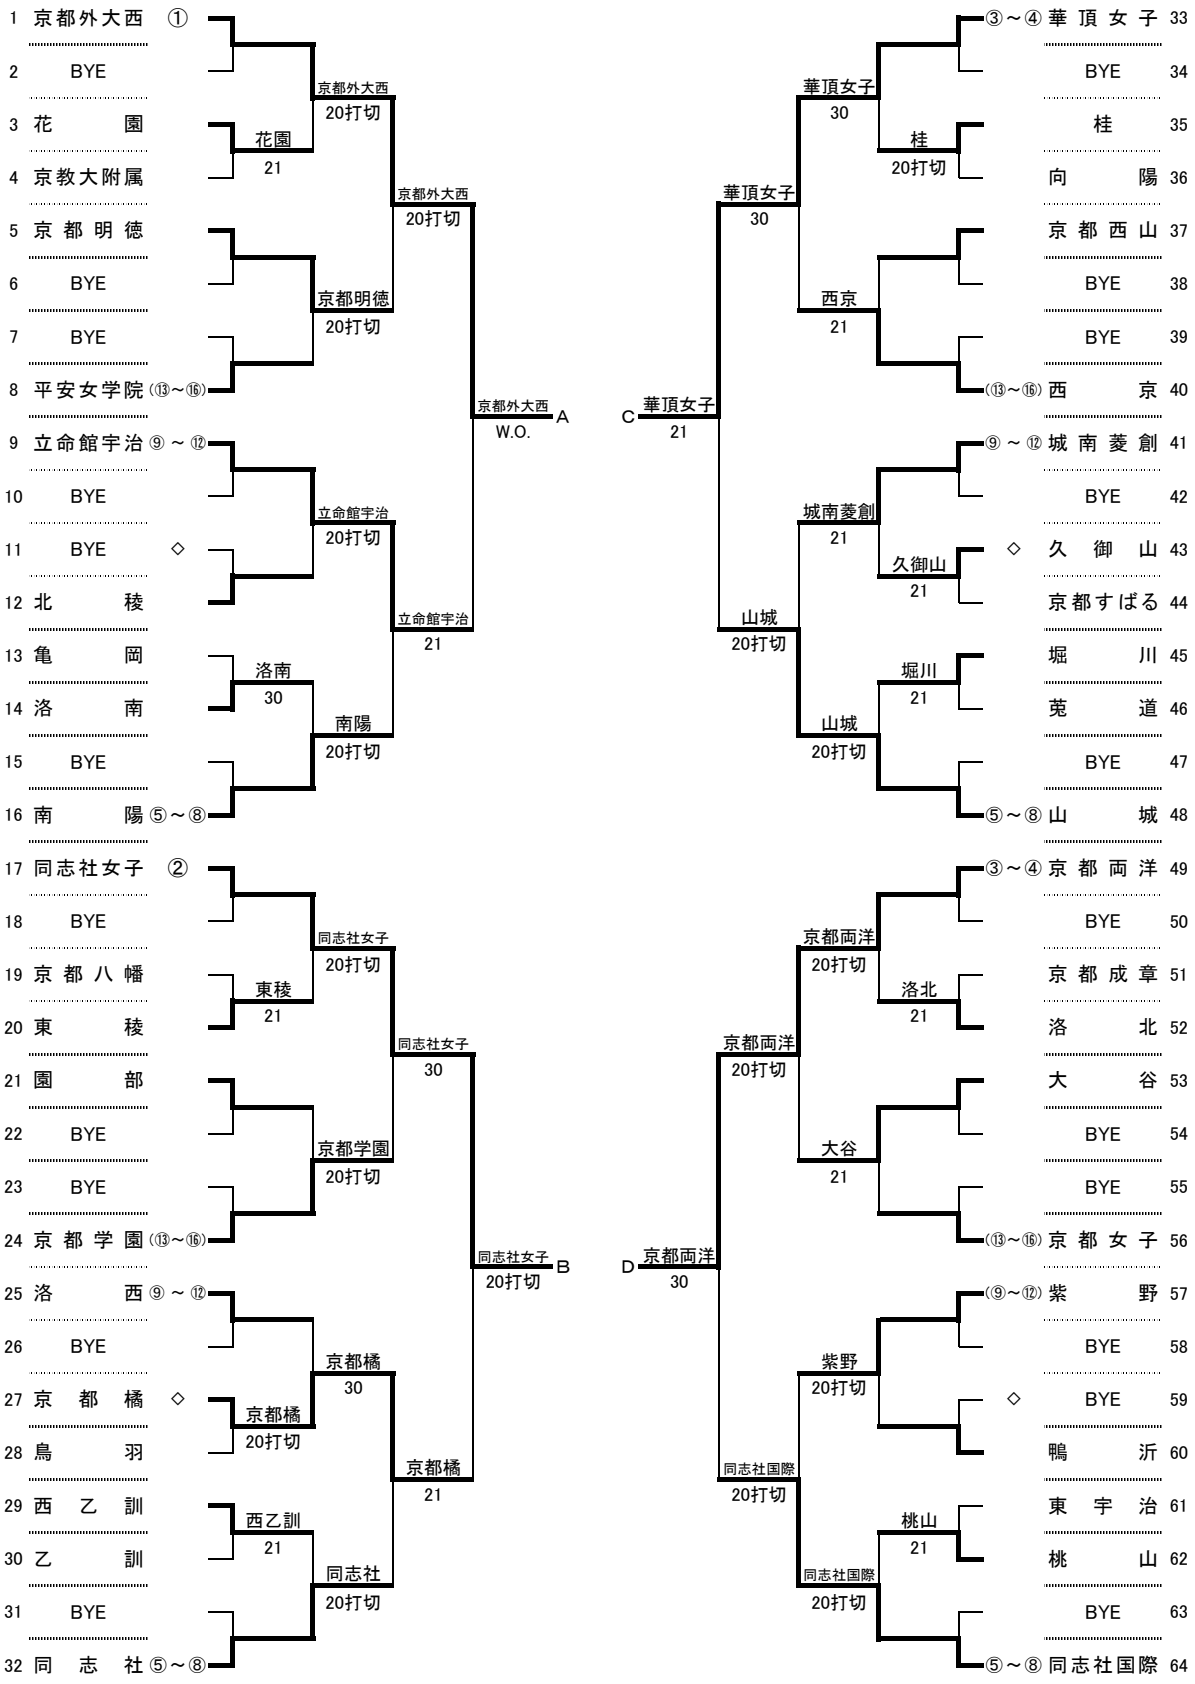 1 京都外大西 ①
2 BYE
3 花園
4 京教大附属
5 京都明徳
6 BYE
7 BYE
8 平安女学院 (⑬～⑯)
9 立命館宇治 ⑨～⑫
10 BYE
11 BYE ◇
12 北稜
13 亀岡
14 洛南
15 BYE
16 南陽 ⑤～⑧
17 同志社女子 ②
18 BYE
19 京都八幡
20 東稜
21 園部
22 BYE
23 BYE
24 京都学園 (⑬～⑯)
25 洛西 ⑨～⑫
26 BYE
27 京都橘 ◇
28 鳥羽
29 西乙訓
30 乙訓
31 BYE
32 同志社 ⑤～⑧
花園
21
洛南
30
東稜
21
京都橘
20打切
西乙訓
21
京都外大西
20打切
京都明徳
20打切
立命館宇治
20打切
南陽
20打切
同志社女子
20打切
京都学園
20打切
京都橘
30
同志社
20打切
京都外大西
20打切
立命館宇治
21
同志社女子
30
京都橘
21
京都外大西 A
W.O.
同志社女子 B
20打切
C 華頂女子
21
D 京都両洋
30
華頂女子
30
山城
20打切
京都両洋
20打切
同志社国際
20打切
華頂女子
30
西京
21
城南菱創
21
山城
20打切
京都両洋
20打切
大谷
21
紫野
20打切
同志社国際
20打切
桂
20打切
久御山
21
堀川
21
洛北
21
桃山
21
③～④ 華頂女子 33
BYE 34
桂 35
向陽 36
京都西山 37
BYE 38
BYE 39
(⑬～⑯) 西京 40
⑨～⑫ 城南菱創 41
BYE 42
◇ 久御山 43
京都すばる 44
堀川 45
莵道 46
BYE 47
⑤～⑧ 山城 48
③～④ 京都両洋 49
BYE 50
京都成章 51
洛北 52
大谷 53
BYE 54
BYE 55
(⑬～⑯) 京都女子 56
(⑨～⑫) 紫野 57
BYE 58
◇ BYE 59
鴨沂 60
東宇治 61
桃山 62
BYE 63
⑤～⑧ 同志社国際 64